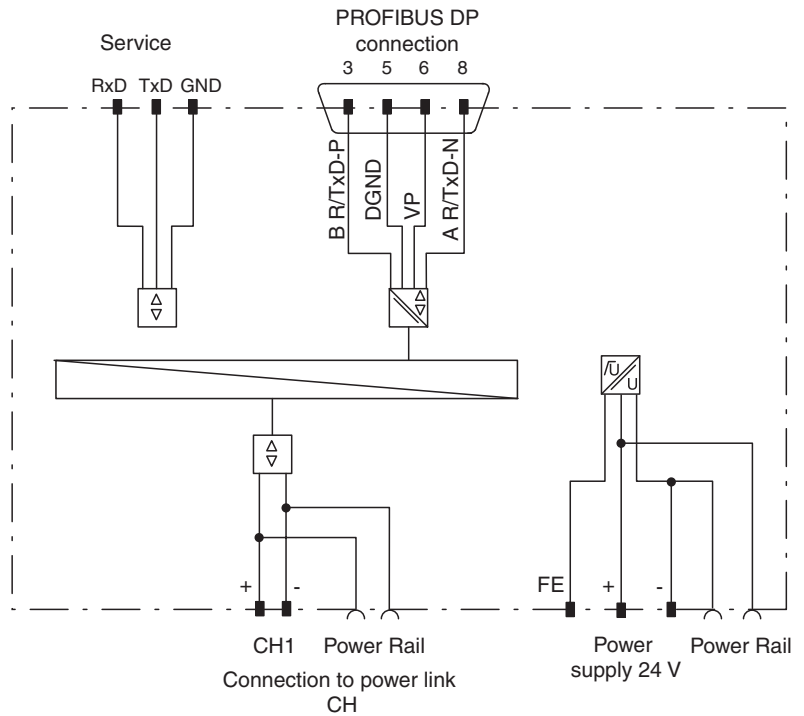 PROFIBUS DP
connection
Service
3 5 6 8
RxD TxD GND
B R/TxD-P
DGND
VP
A R/TxD-N
U
U
+ -
FE + -
CH1 Power Rail
Connection to power link
CH
Power
supply 24 V
Power Rail